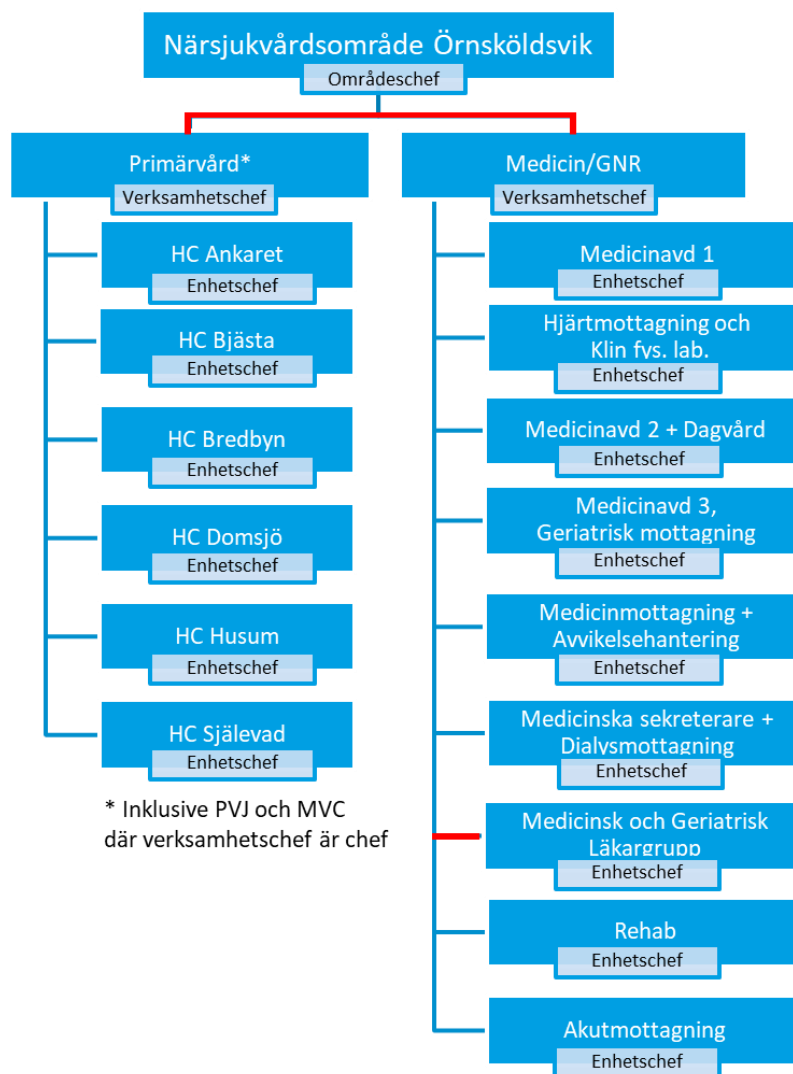 Närsjukvårdsområde Örnsköldsvik
Områdeschef
Primärvård*
Verksamhetschef
HC Ankaret
Enhetschef
HC Bjästa
Enhetschef
HC Bredbyn
Enhetschef
HC Domsjö
Enhetschef
HC Husum
Enhetschef
HC Själevad
Enhetschef
* Inklusive PVJ och MVC
där verksamhetschef är chef
Medicin/GNR
Verksamhetschef
Medicinavd 1
Enhetschef
Hjärtmottagning och
Klin fys. lab.
Enhetschef
Medicinavd 2 + Dagvård
Enhetschef
Medicinavd 3,
Geriatrisk mottagning
Enhetschef
Medicinmottagning +
Avvikelsehantering
Enhetschef
Medicinska sekreterare +
Dialysmottagning
Enhetschef
Medicinsk och Geriatrisk
Läkargrupp
Enhetschef
Rehab
Enhetschef
Akutmottagning
Enhetschef